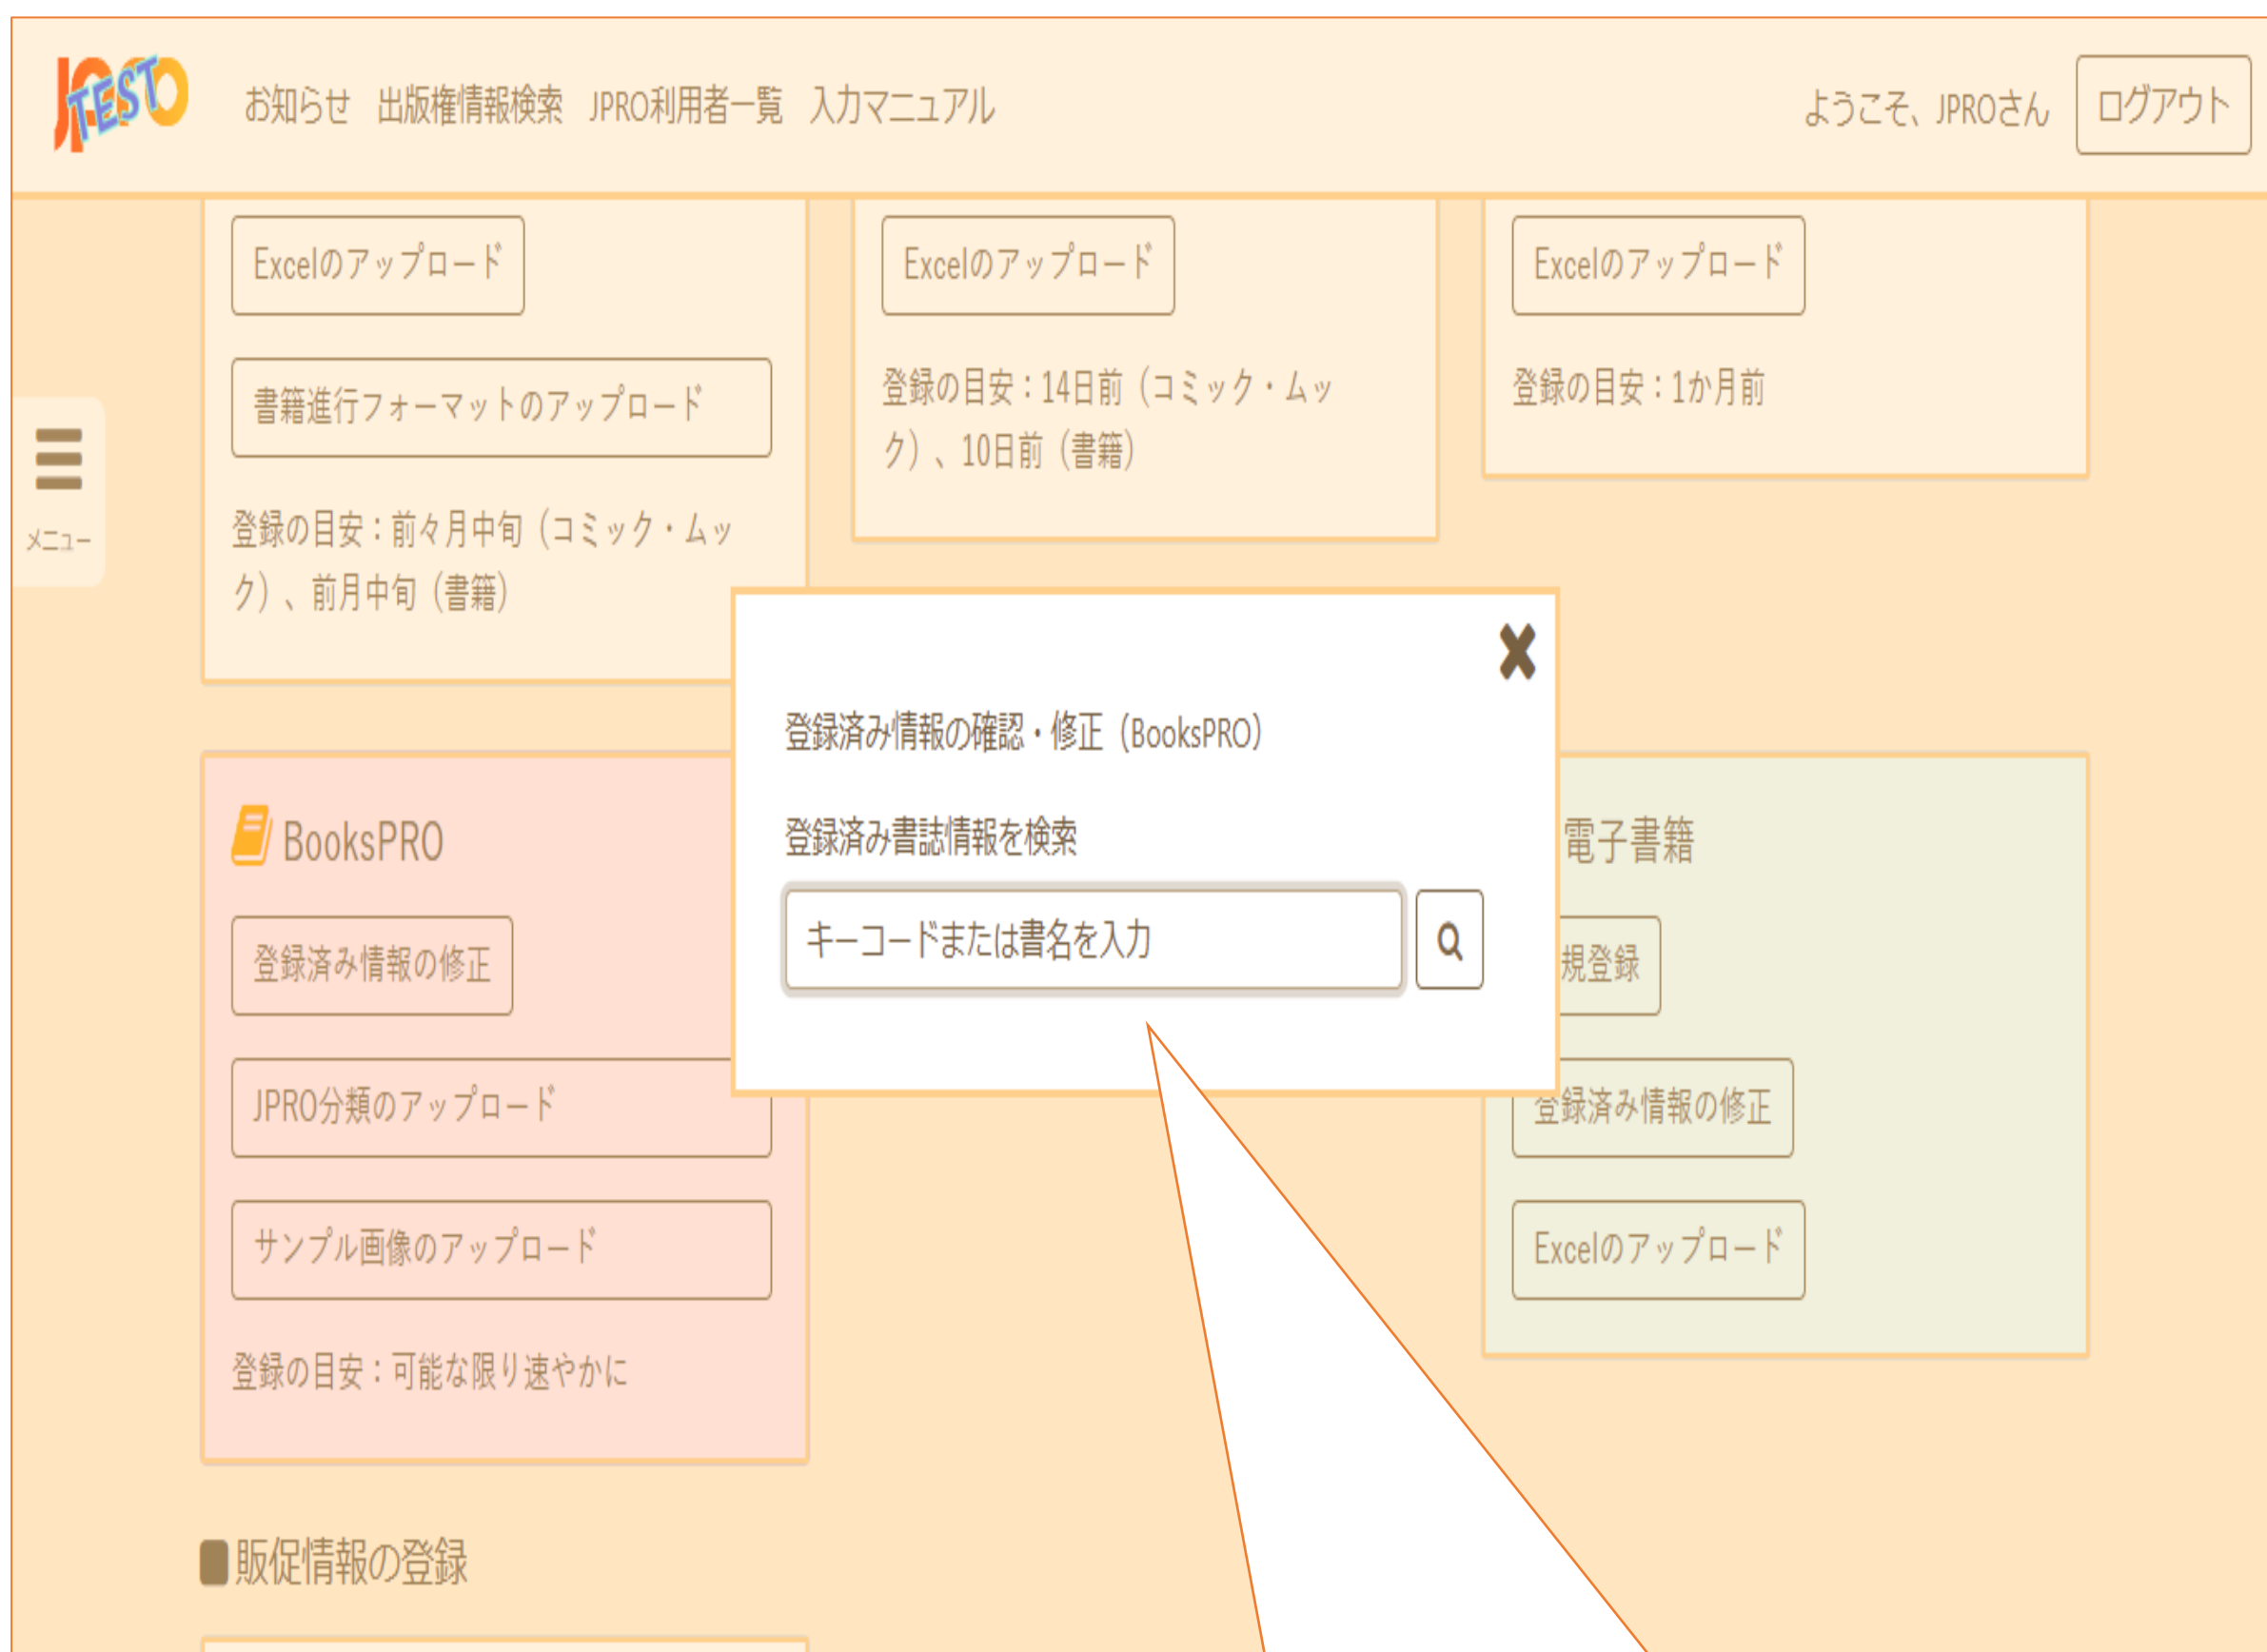 TEST
お知らせ 出版権情報検索 JPRO利用者一覧 入力マニュアル
ようこそ、JPROさん ログアウト
メニュー
Excelのアップロード
書籍進行フォーマットのアップロード
登録の目安：前々月中旬（コミック・ムッ
ク）、前月中旬（書籍）
Excelのアップロード
登録の目安：14日前（コミック・ムッ
ク）、10日前（書籍）
Excelのアップロード
登録の目安：1か月前
登録済み情報の確認・修正（BooksPRO）
登録済み書誌情報を検索
キーコードまたは書名を入力
BooksPRO
登録済み情報の修正
JPRO分類のアップロード
サンプル画像のアップロード
登録の目安：可能な限り速やかに
電子書籍
規登録
登録済み情報の修正
Excelのアップロード
■販促情報の登録